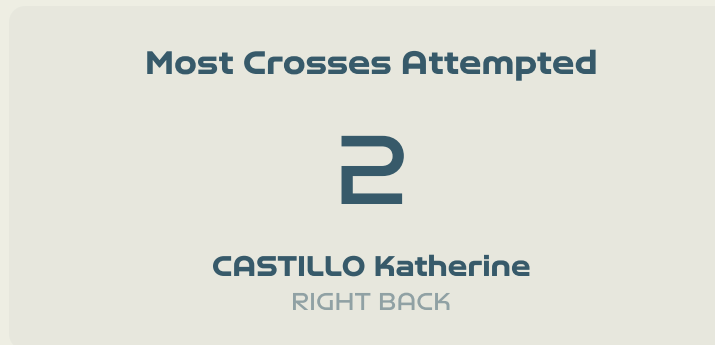 Most Crosses Attempted
2
CASTILLO Katherine
RIGHT BACK